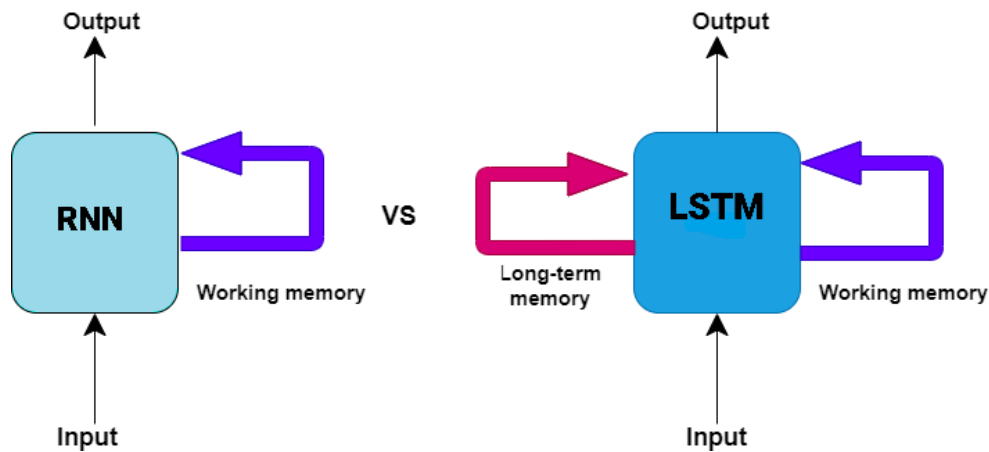 Output
Output
RNN
VS
LSTM
Working memory
Long-term
memory
Working memory
Input
Input